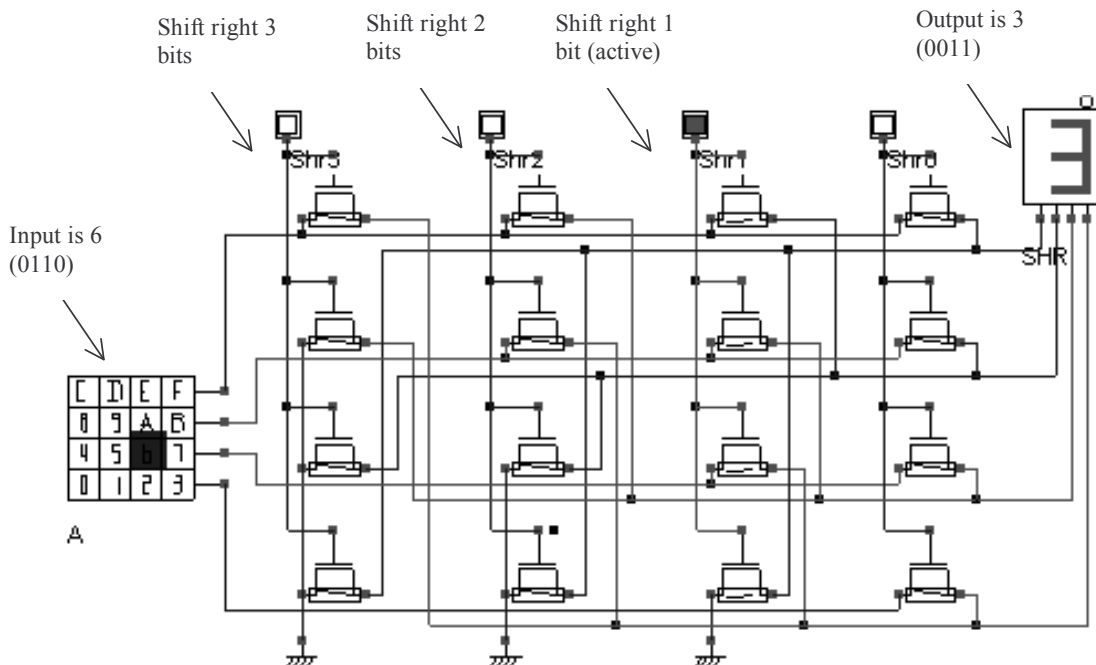 Shift right 3
bits
Shift right 2
bits
Shift right 1
bit (active)
Output is 3
(0011)
Shr3
Shr2
Shr1
Shr0
3
SHR
Input is 6
(0110)
C D E F
8 9 A B
4 5 6 7
0 1 2 3
A